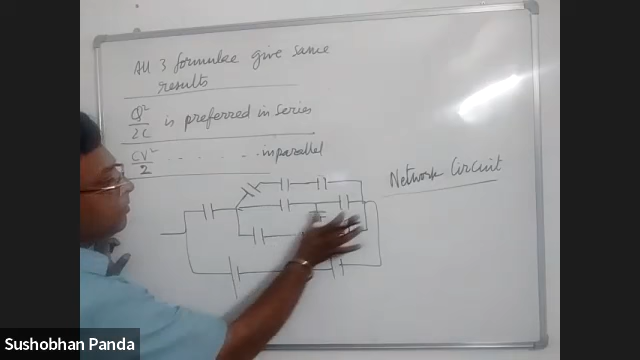 All 3 formulae give same
results
Q²/2C is preferred in series
CV²/2 . . . . . . . . in parallel
Network Circuit
Sushobhan Panda